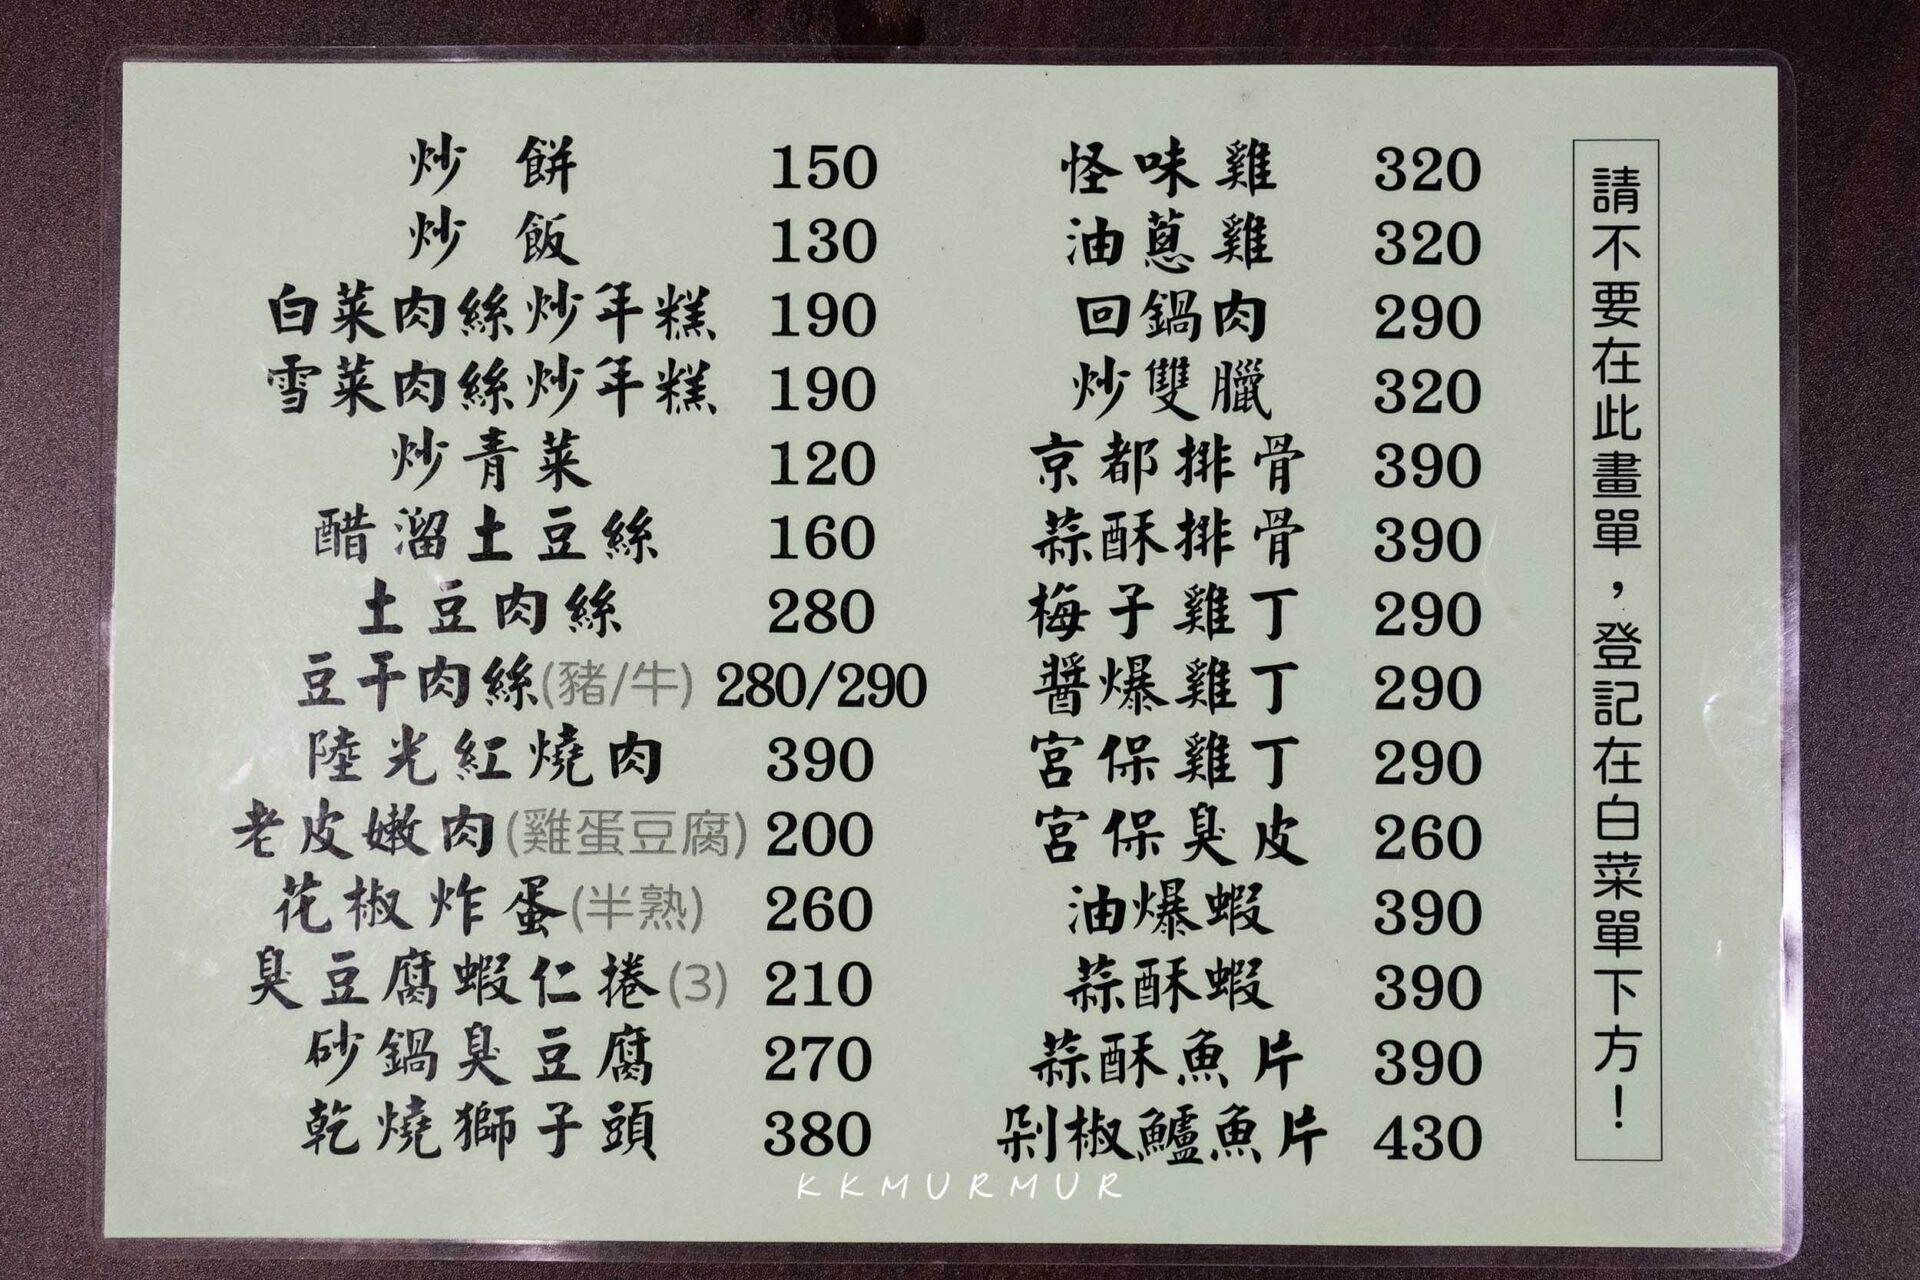 炒餅 150
炒飯 130
白菜肉絲炒年糕 190
雪菜肉絲炒年糕 190
炒青菜 120
醋溜土豆絲 160
土豆肉絲 280
豆干肉絲(豬/牛) 280/290
陸光紅燒肉 390
老皮嫩肉(雞蛋豆腐) 200
花椒炸蛋(半熟) 260
臭豆腐蝦仁捲(3) 210
砂鍋臭豆腐 270
乾燒獅子頭 380
怪味雞 320
油蔥雞 320
回鍋肉 290
炒雙臘 320
京都排骨 390
蒜酥排骨 390
梅子雞丁 290
醬爆雞丁 290
宮保雞丁 290
宮保臭皮 260
油爆蝦 390
蒜酥蝦 390
蒜酥魚片 390
剁椒鱸魚片 430
請不要在此畫單，登記在白菜單下方！
KKMURMUR